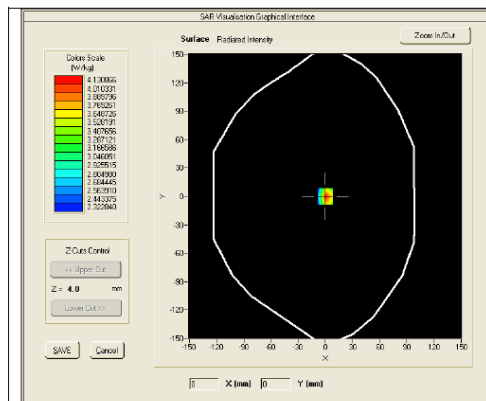 SAR Visualisation Graphical Interface
Surface Radiated Intensity
Zoom In/Out
Colors Scale
(W/kg)
4.130866
4.010331
3.889796
3.769261
3.648726
3.528191
3.407656
3.287121
3.166586
3.046051
2.925515
2.804980
2.684445
2.563910
2.443375
2.322840
150
120
90
60
30
0
-30
-60
-90
-120
-150
Y
-150 -120 -90 -60 -30 0 30 60 90 120 150
X
Z-Cuts Control
<< Upper Cut
Z = 4.0 mm
Lower Cut >>
SAVE Cancel
0 X (mm) 0 Y (mm)